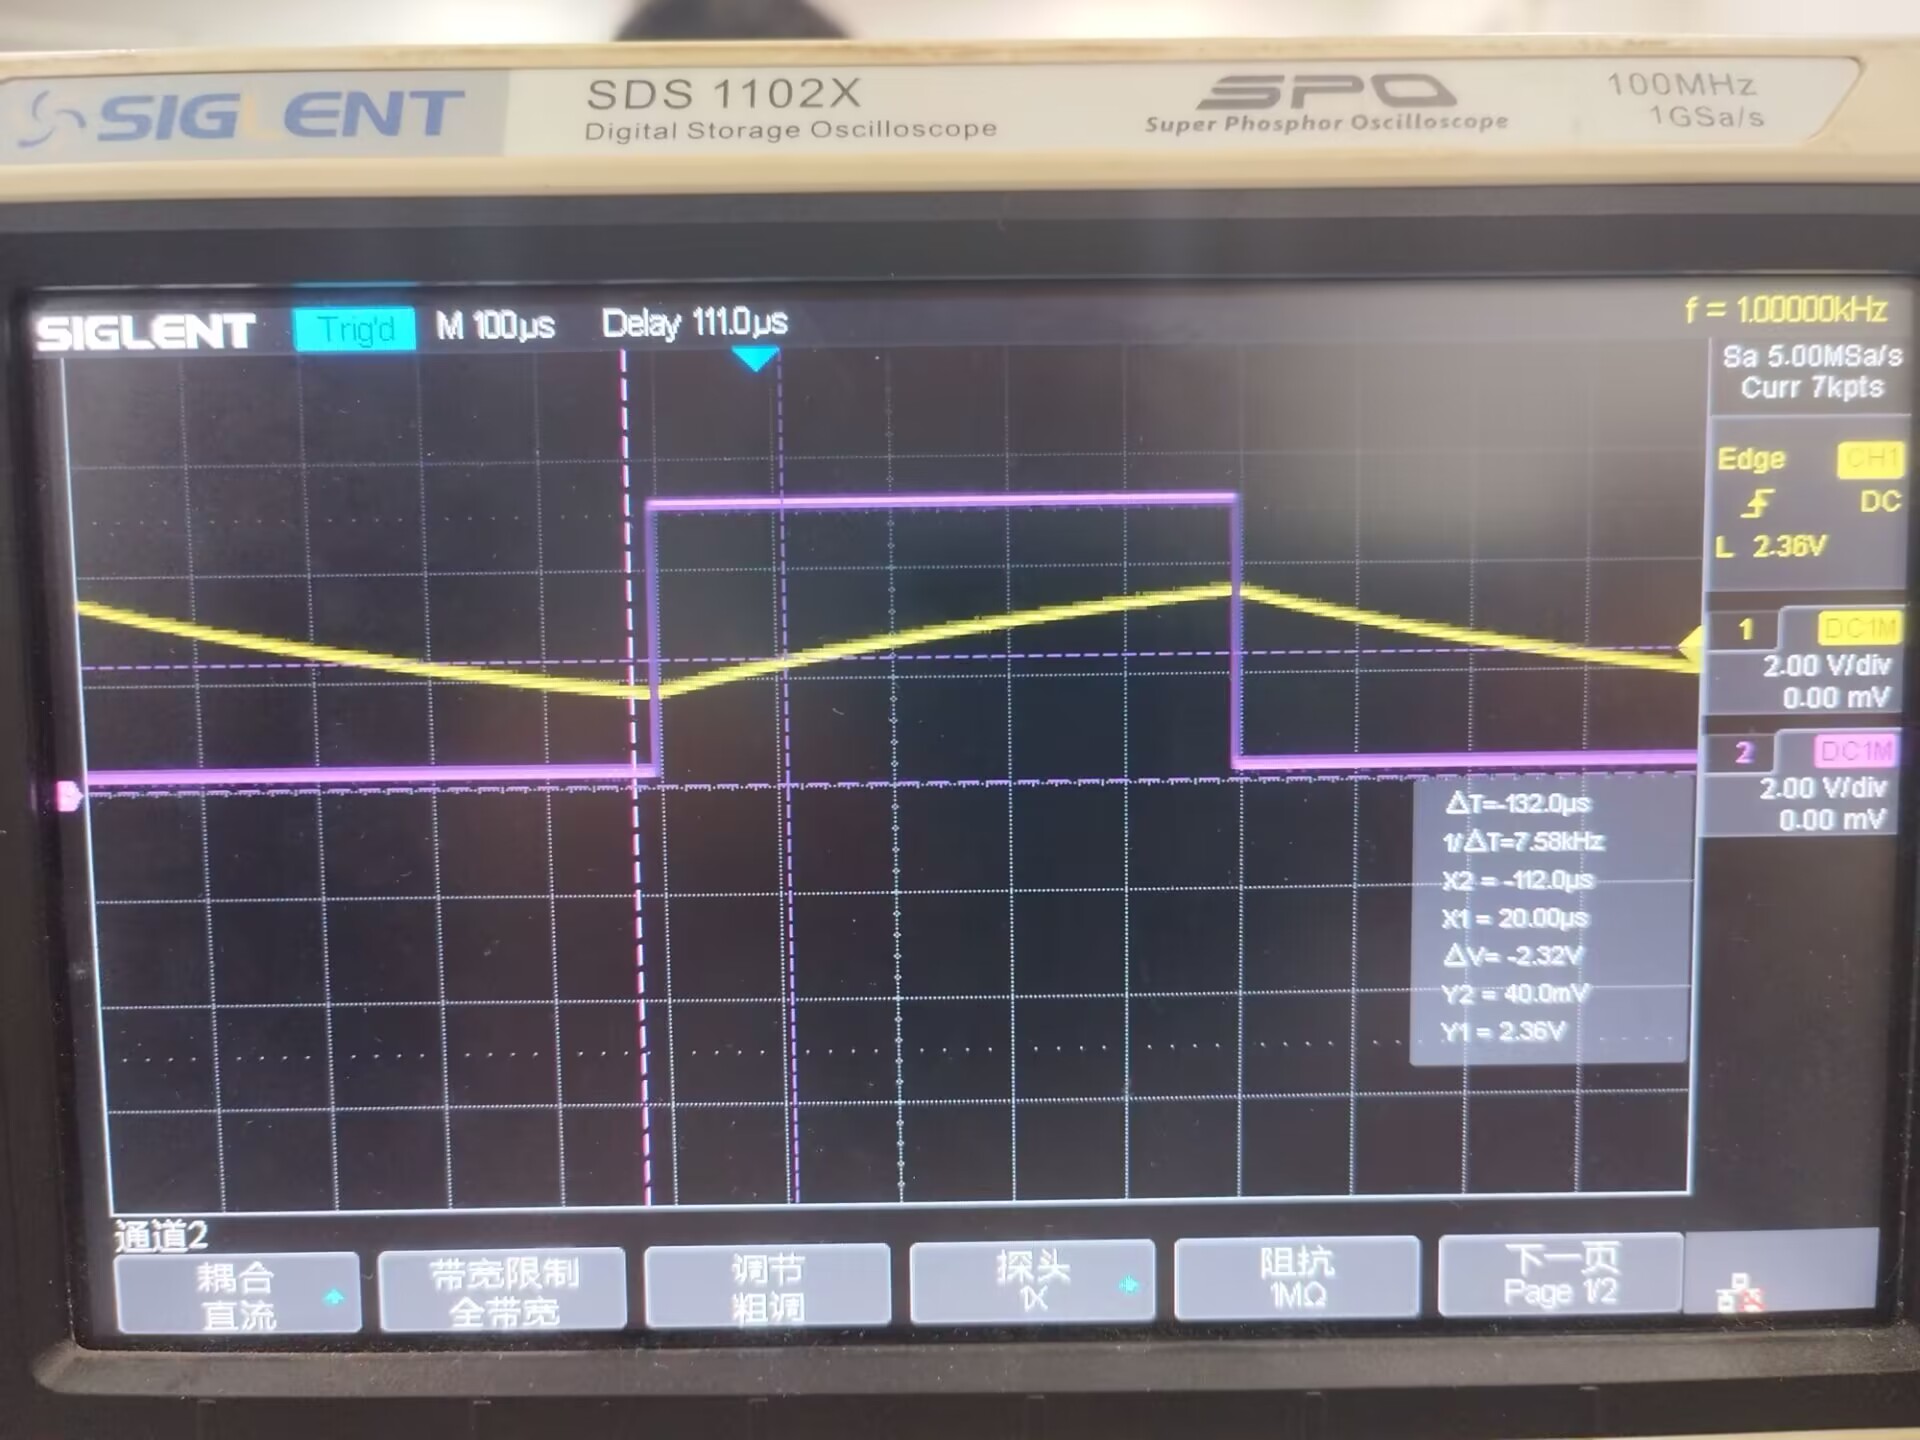 SIGLENT
SDS 1102X
Digital Storage Oscilloscope
SPO
Super Phosphor Oscilloscope
100MHz
1GSa/s
SIGLENT
Trig'd
M 100μs
Delay 111.0μs
f = 1.00000kHz
Sa 5.00MSa/s
Curr 7kpts
Edge CH1
DC
L 2.36V
1 DC1M
2.00 V/div
0.00 mV
2 DC1M
2.00 V/div
0.00 mV
ΔT=-132.0μs
1/ΔT=7.58kHz
X2 = -112.0μs
X1 = 20.00μs
ΔV= -2.32V
Y2 = 40.0mV
Y1 = 2.36V
通道2
耦合
直流
带宽限制
全带宽
调节
粗调
探头
1X
阻抗
1MΩ
下一页
Page 1/2